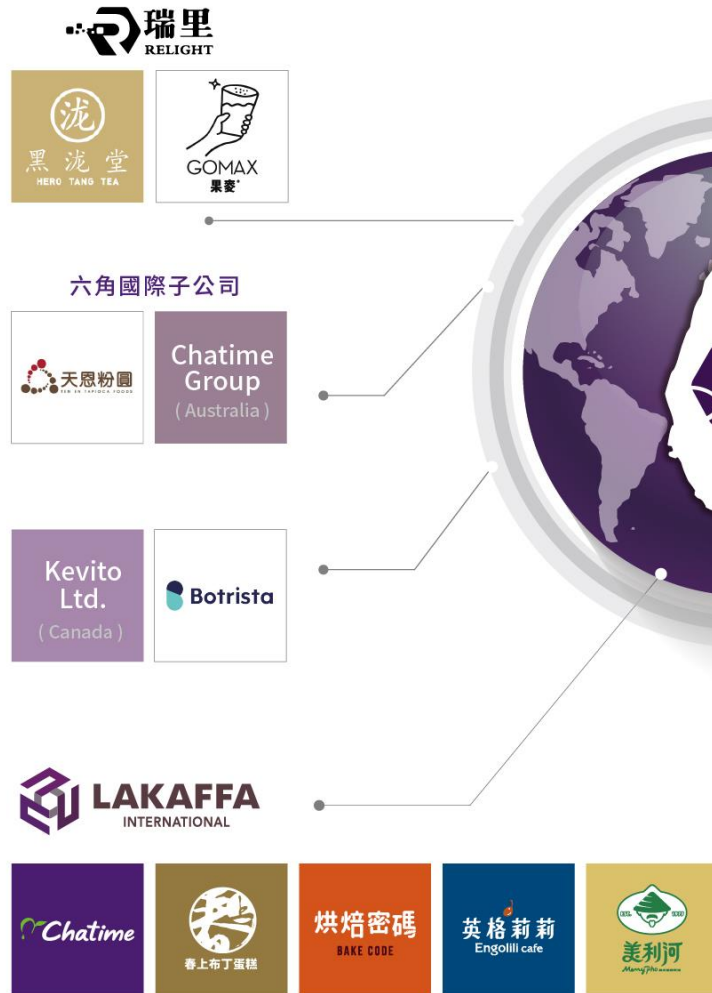 瑞里
RELIGHT
泷
黑 泷 堂
HERO TANG TEA
GOMAX
果麥
六角國際子公司
天恩粉圓
TEN EN TAPIOCA FOODS
Chatime
Group
( Australia )
Kevito
Ltd.
( Canada )
Botrista
LAKAFFA
INTERNATIONAL
Chatime
春
春上布丁蛋糕
烘焙密碼
BAKE CODE
英格莉莉
Engolili cafe
美利河